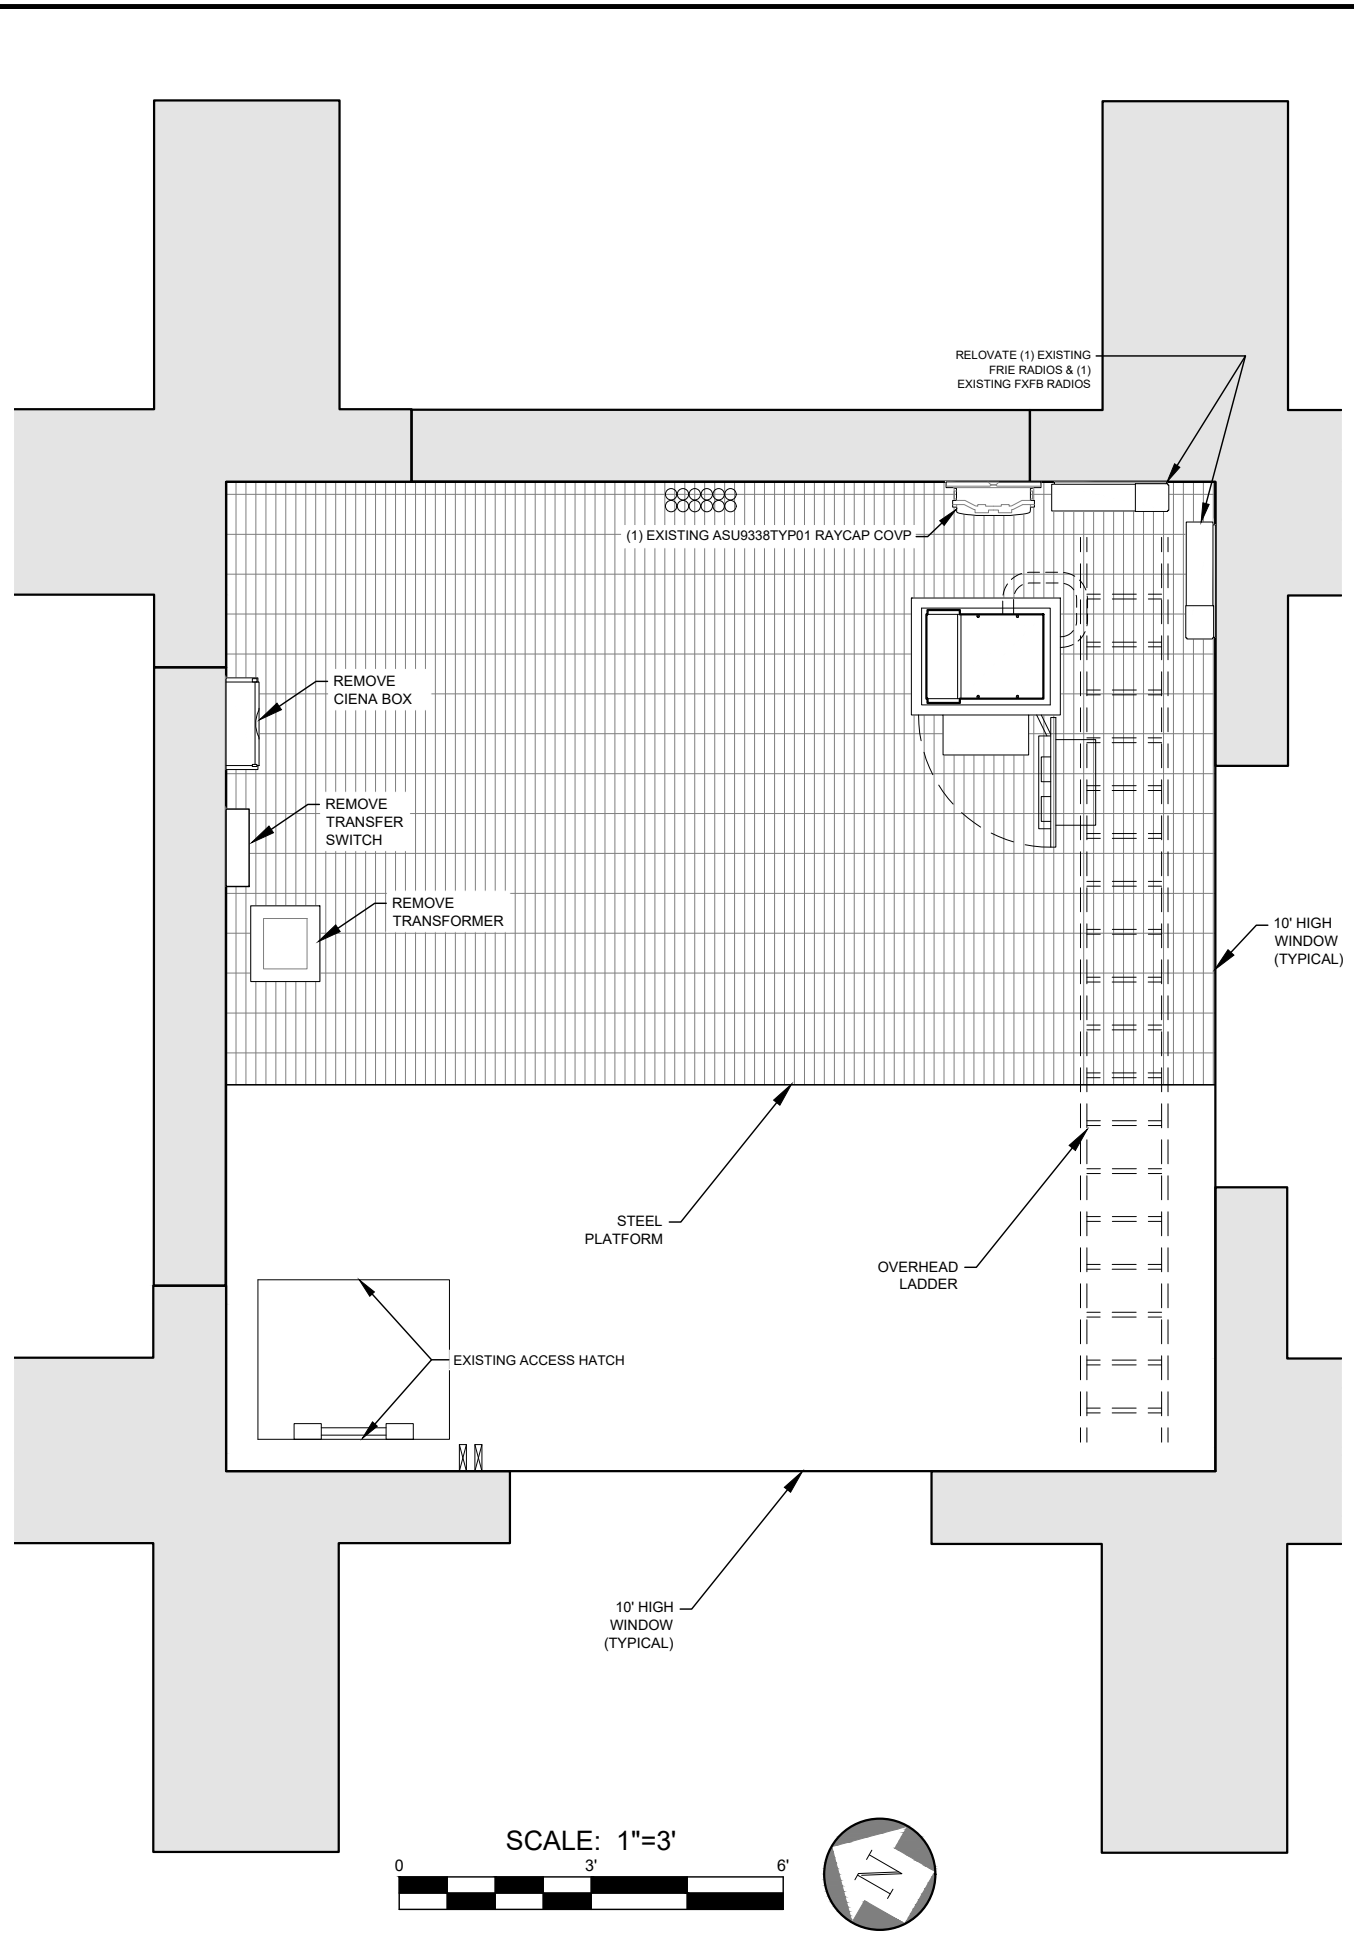 RELOVATE (1) EXISTING
FRIE RADIOS & (1)
EXISTING FXFB RADIOS
(1) EXISTING ASU9338TYP01 RAYCAP COVP
REMOVE
CIENA BOX
REMOVE
TRANSFER
SWITCH
REMOVE
TRANSFORMER
10' HIGH
WINDOW
(TYPICAL)
STEEL
PLATFORM
OVERHEAD
LADDER
EXISTING ACCESS HATCH
10' HIGH
WINDOW
(TYPICAL)
SCALE: 1"=3'
0 3' 6'
N